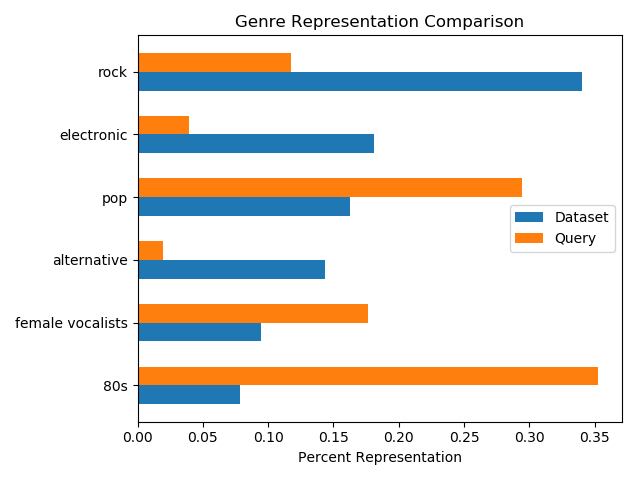 Genre Representation Comparison
rock
electronic
pop
alternative
female vocalists
80s
Dataset
Query
0.00 0.05 0.10 0.15 0.20 0.25 0.30 0.35
Percent Representation